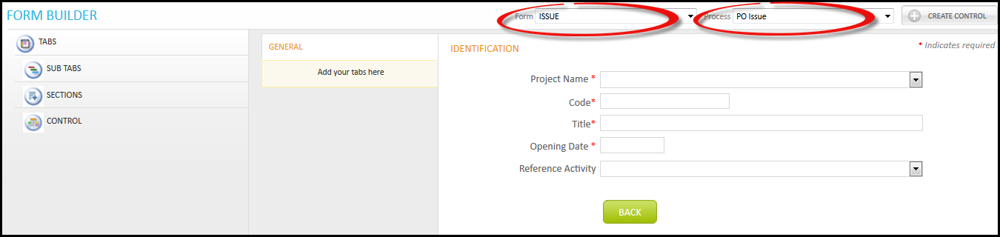 FORM BUILDER
Form ISSUE
Process PO Issue
CREATE CONTROL
TABS
SUB TABS
SECTIONS
CONTROL
GENERAL
Add your tabs here
IDENTIFICATION
* Indicates required
Project Name *
Code*
Title*
Opening Date *
Reference Activity
BACK